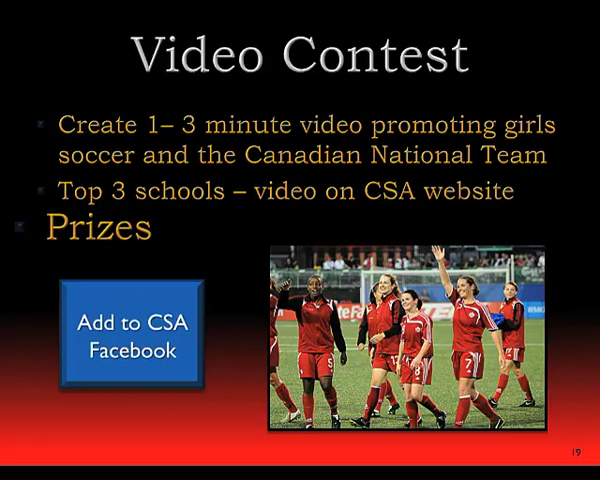 Video Contest
Create 1– 3 minute video promoting girls
soccer and the Canadian National Team
Top 3 schools – video on CSA website
Prizes
Add to CSA
Facebook
19